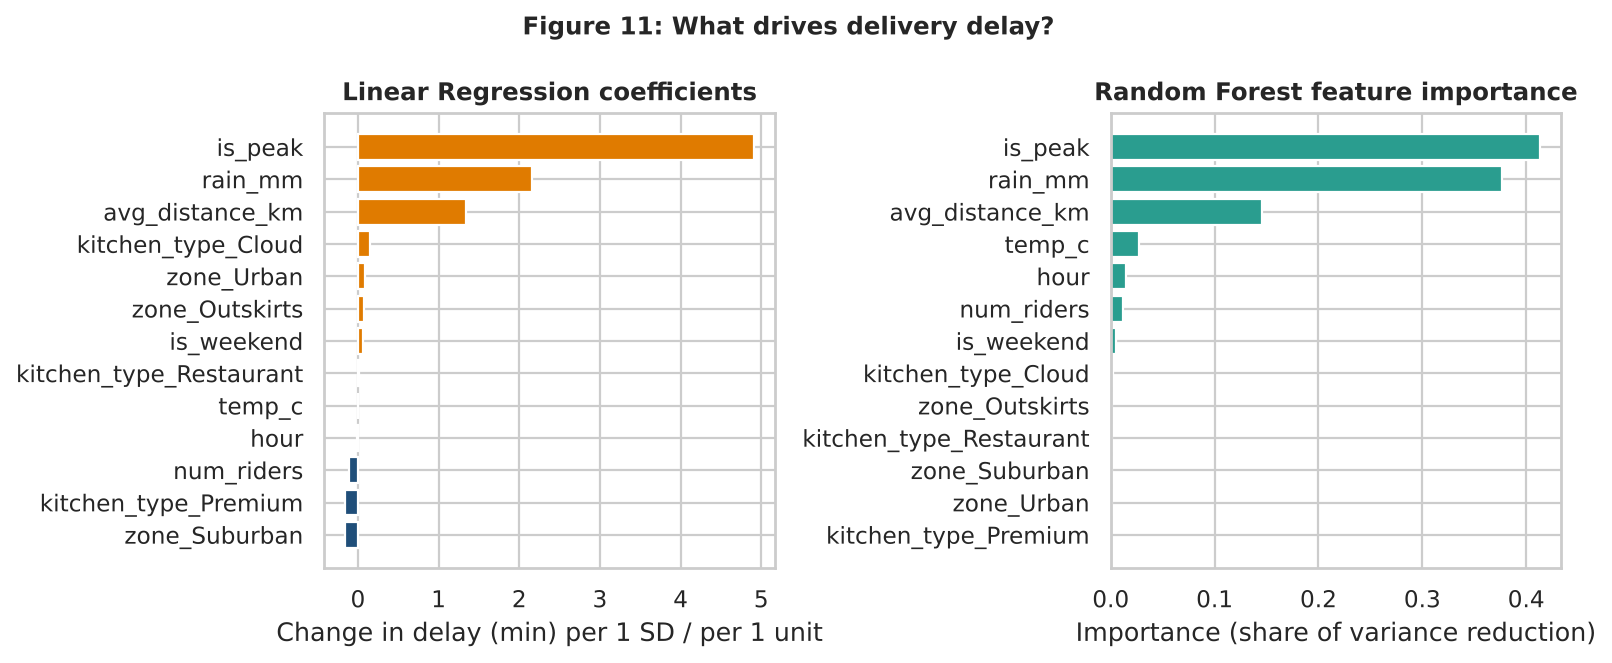 Figure 11: What drives delivery delay?
Linear Regression coefficients
is_peak
rain_mm
avg_distance_km
kitchen_type_Cloud
zone_Urban
zone_Outskirts
is_weekend
kitchen_type_Restaurant
temp_c
hour
num_riders
kitchen_type_Premium
zone_Suburban
0 1 2 3 4 5
Change in delay (min) per 1 SD / per 1 unit
Random Forest feature importance
is_peak
rain_mm
avg_distance_km
temp_c
hour
num_riders
is_weekend
kitchen_type_Cloud
zone_Outskirts
kitchen_type_Restaurant
zone_Suburban
zone_Urban
kitchen_type_Premium
0.0 0.1 0.2 0.3 0.4
Importance (share of variance reduction)